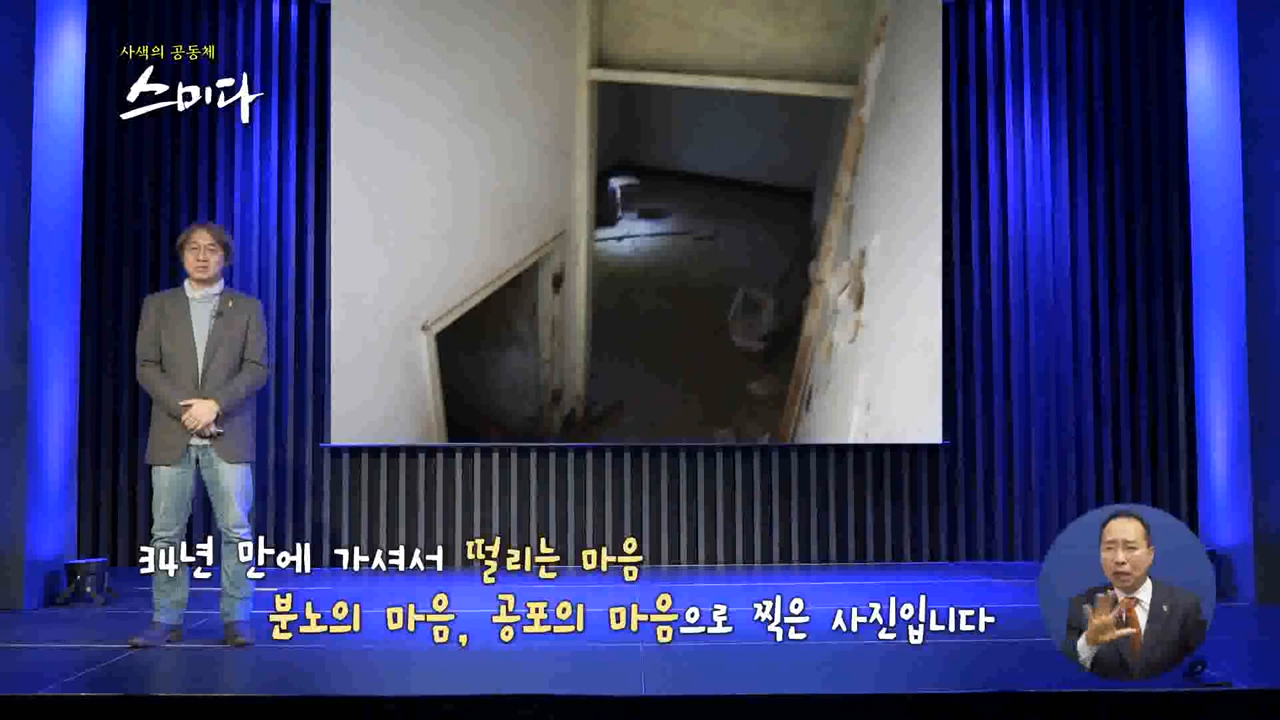 사색의 공동체
스미다
34년 만에 가셔서 떨리는 마음
분노의 마음, 공포의 마음으로 찍은 사진입니다